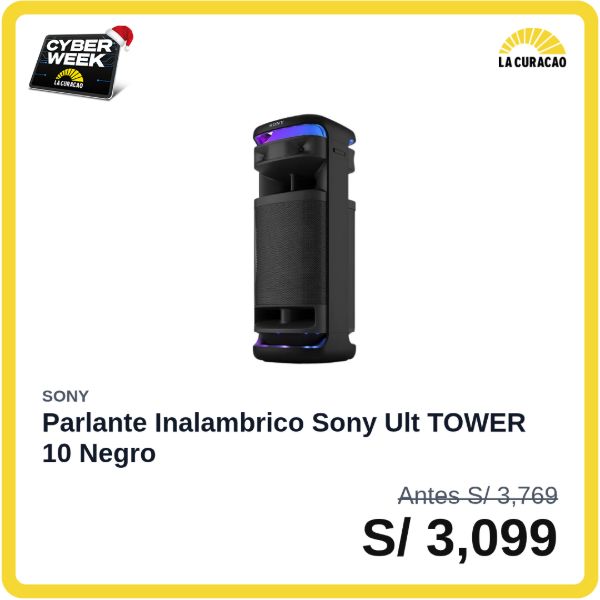 CYBER
WEEK
LA CURACAO
LA CURACAO
SONY
SONY
Parlante Inalambrico Sony Ult TOWER
10 Negro
Antes S/ 3,769
S/ 3,099